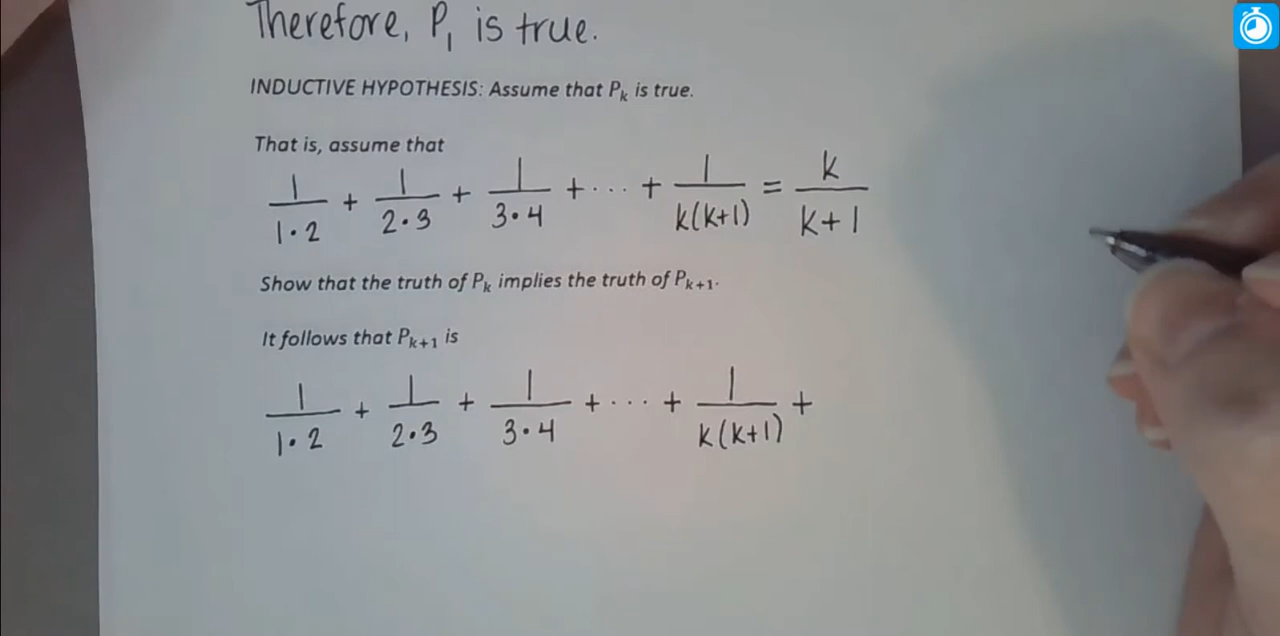 Therefore, P₁ is true.
INDUCTIVE HYPOTHESIS: Assume that Pₖ is true.
That is, assume that
1/(1·2) + 1/(2·3) + 1/(3·4) + ··· + 1/(k(k+1)) = k/(k+1)
Show that the truth of Pₖ implies the truth of Pₖ₊₁.
It follows that Pₖ₊₁ is
1/(1·2) + 1/(2·3) + 1/(3·4) + ··· + 1/(k(k+1)) +